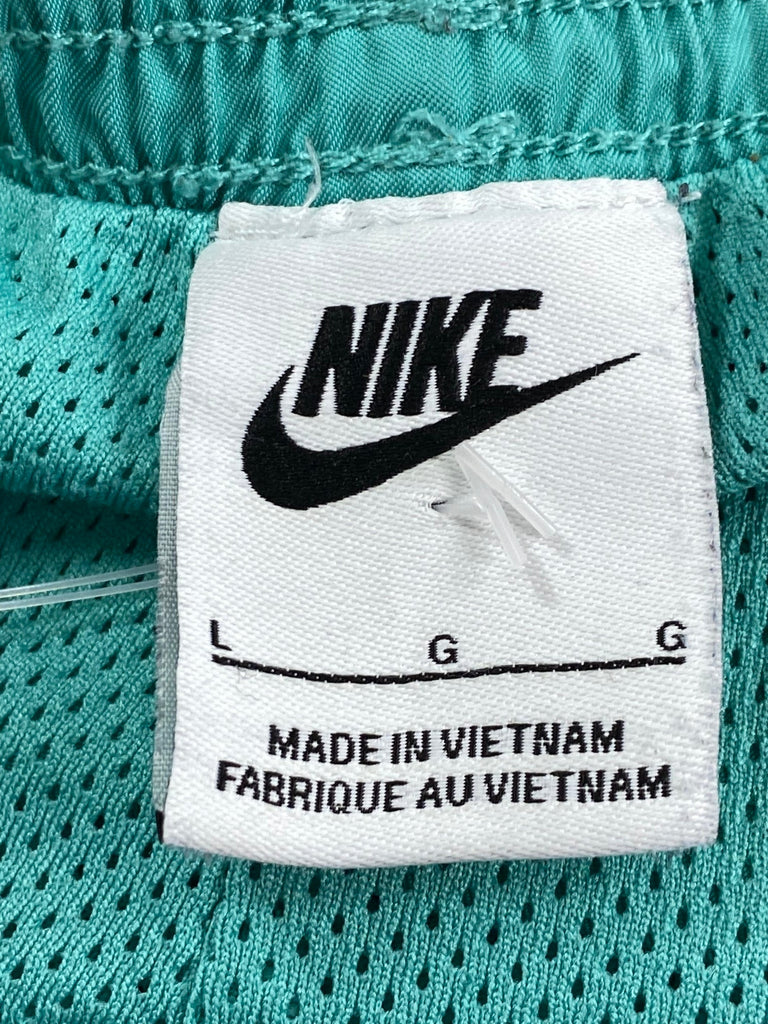 NIKE
L G G
MADE IN VIETNAM
FABRIQUE AU VIETNAM